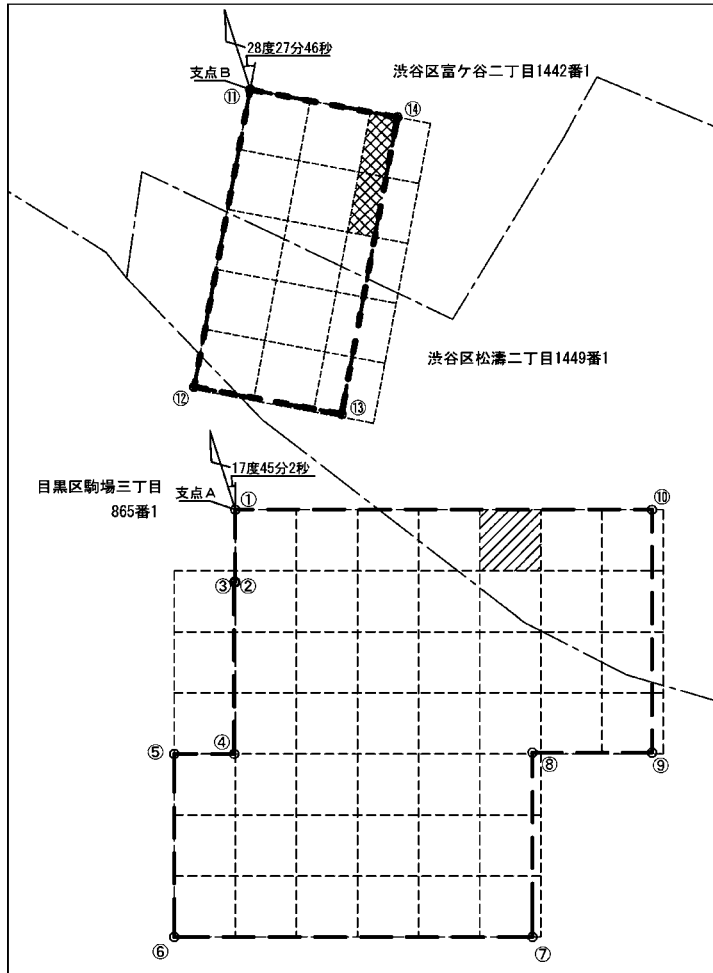 28度27分46秒
支点B
渋谷区富ケ谷二丁目1442番1
⑪
⑭
渋谷区松濤二丁目1449番1
⑫
⑬
17度45分2秒
目黒区駒場三丁目
865番1
支点A
①
⑩
③②
⑤
④
⑧
⑨
⑥
⑦